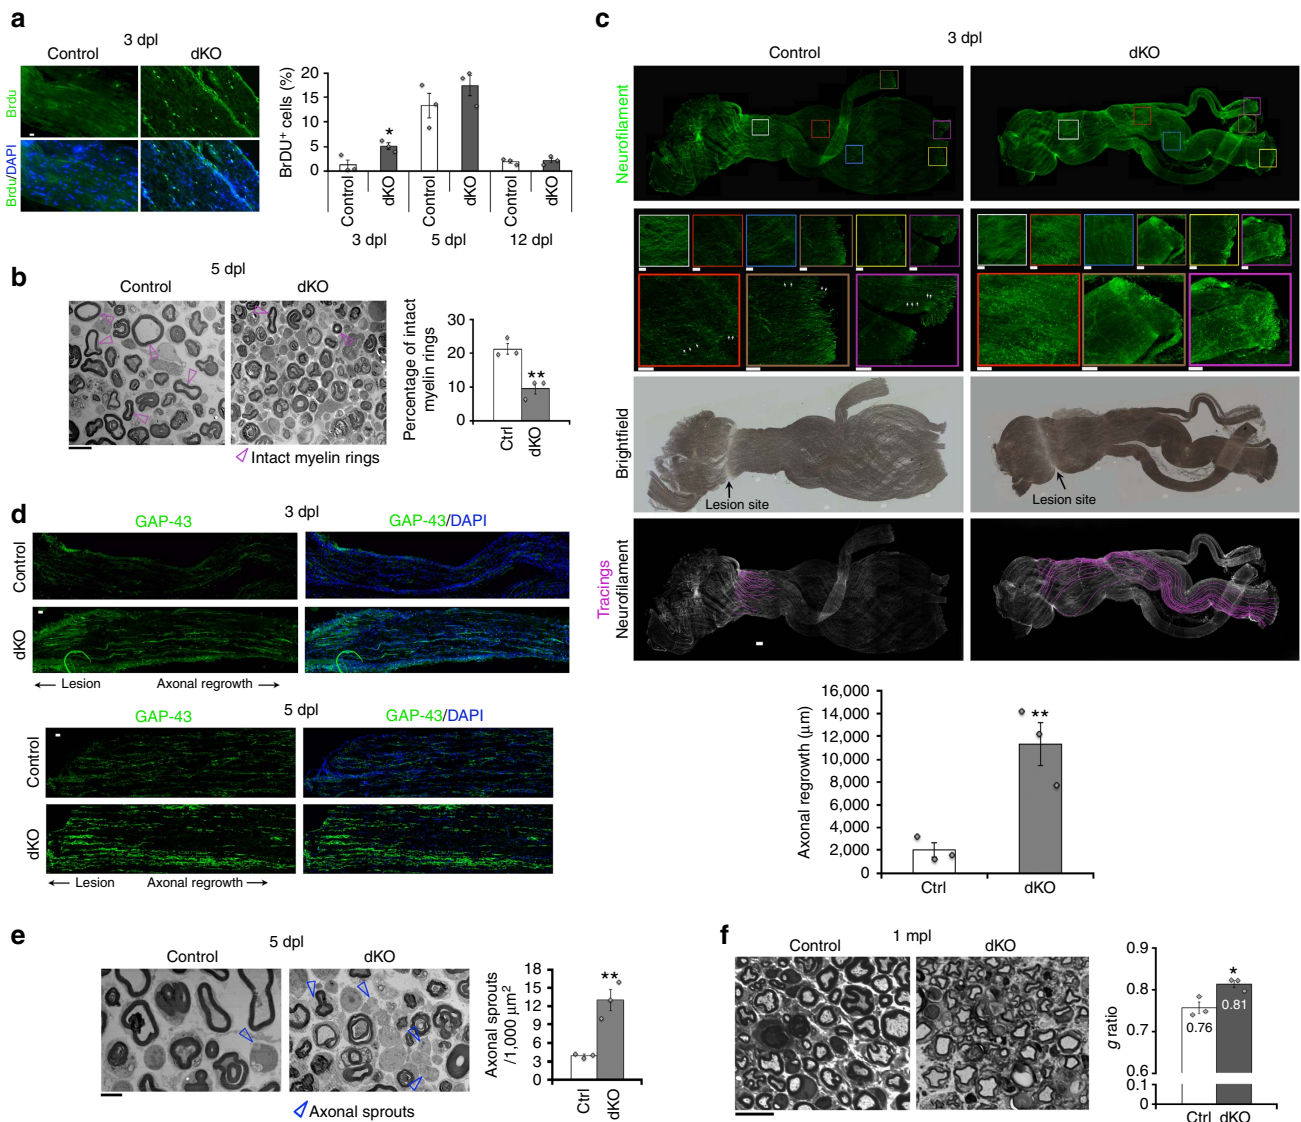 a
3 dpl
Control
dKO
Brdu
Brdu/DAPI
BrDU+ cells (%)
20
15
10
5
0
Control
dKO
Control
dKO
Control
dKO
3 dpl
5 dpl
12 dpl
b
5 dpl
Control
dKO
Intact myelin rings
Percentage of intact
myelin rings
30
20
10
0
**
Ctrl
dKO
c
3 dpl
Control
dKO
Neurofilament
Brightfield
Lesion site
Lesion site
Tracings
Neurofilament
Axonal regrowth (μm)
16,000
14,000
12,000
10,000
8,000
6,000
4,000
2,000
0
**
Ctrl
dKO
d
3 dpl
GAP-43
GAP-43/DAPI
Control
dKO
← Lesion
Axonal regrowth →
5 dpl
GAP-43
GAP-43/DAPI
Control
dKO
← Lesion
Axonal regrowth →
e
5 dpl
Control
dKO
Axonal sprouts
Axonal sprouts
/1,000 μm²
18
15
12
9
6
3
0
**
Ctrl
dKO
f
1 mpl
Control
dKO
g ratio
0.9
0.8
0.7
0.6
0.1
0
*
0.76
0.81
Ctrl dKO